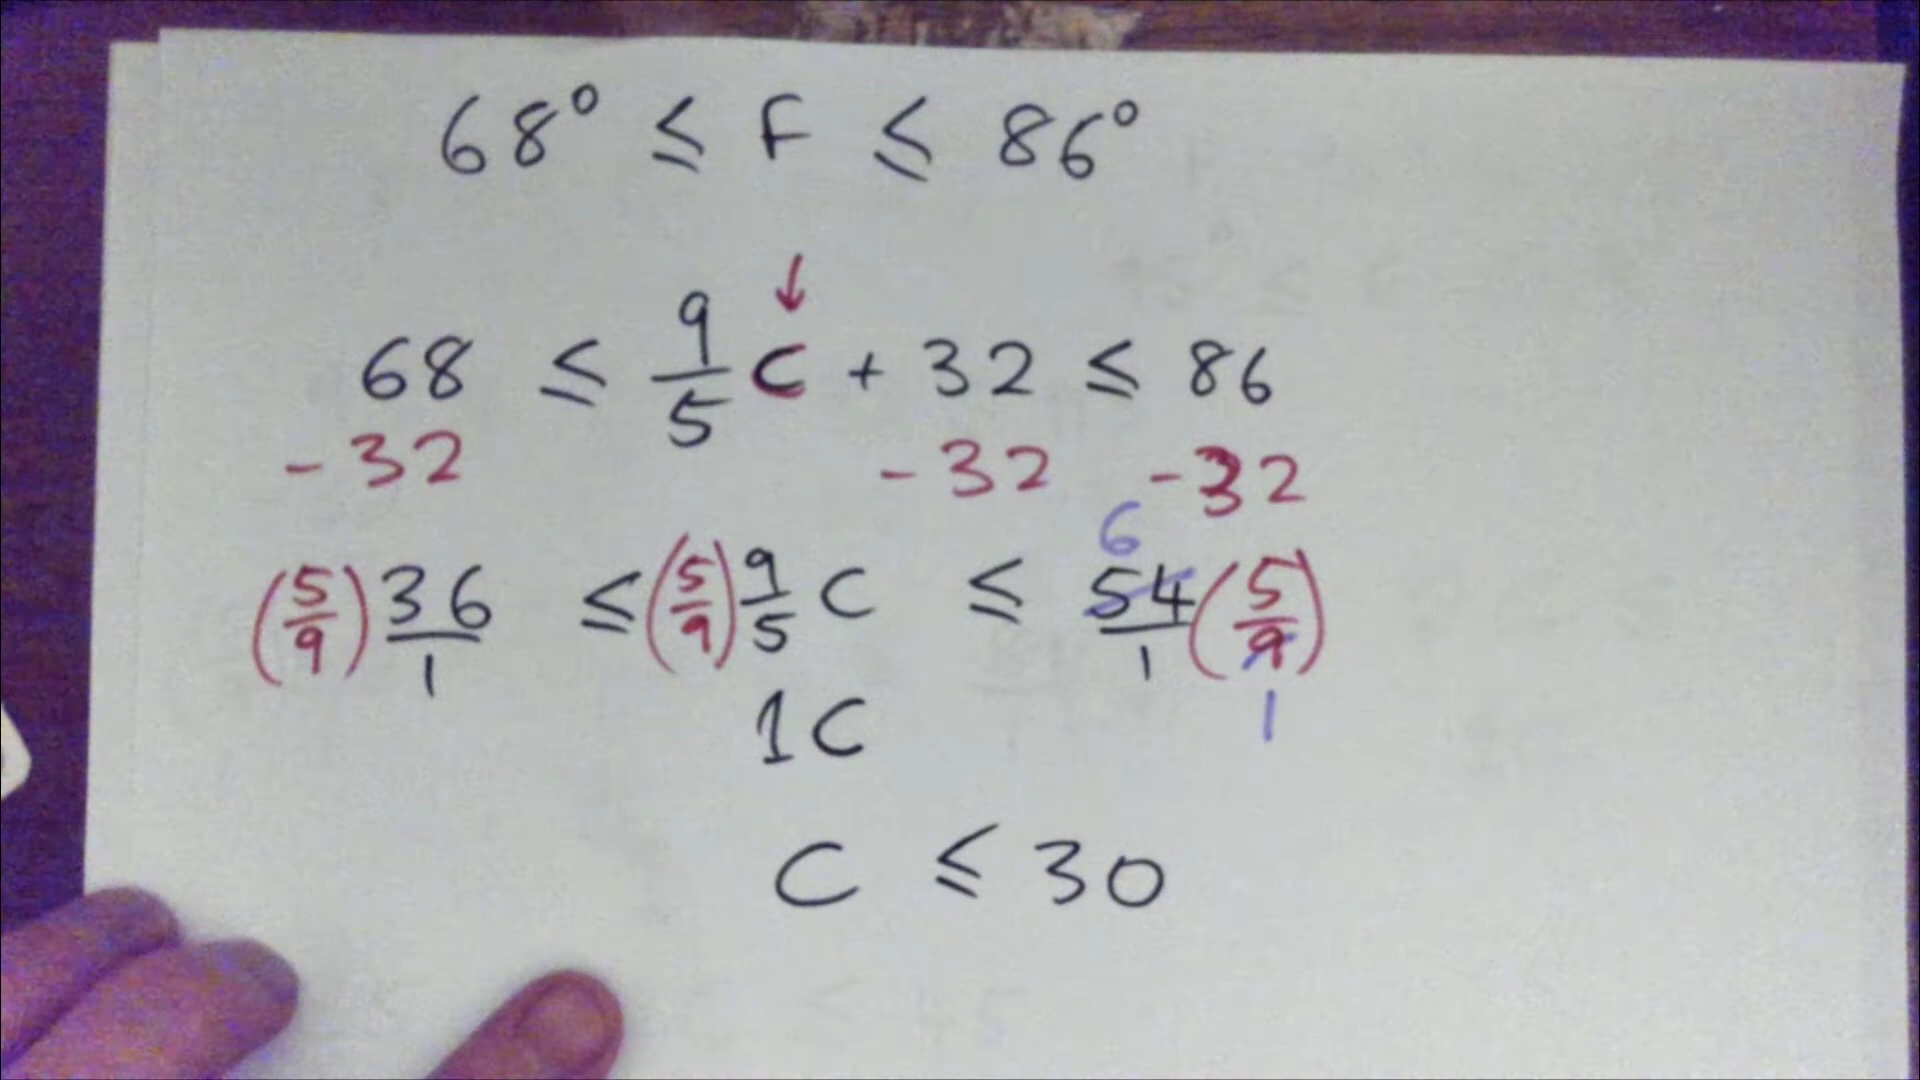 68° ≤ F ≤ 86°
68 ≤ 9/5 C + 32 ≤ 86
-32 -32 -32
6
(5/9) 36/1 ≤ (5/9) 9/5 C ≤ 54/1 (5/9)
1C 1
C ≤ 30